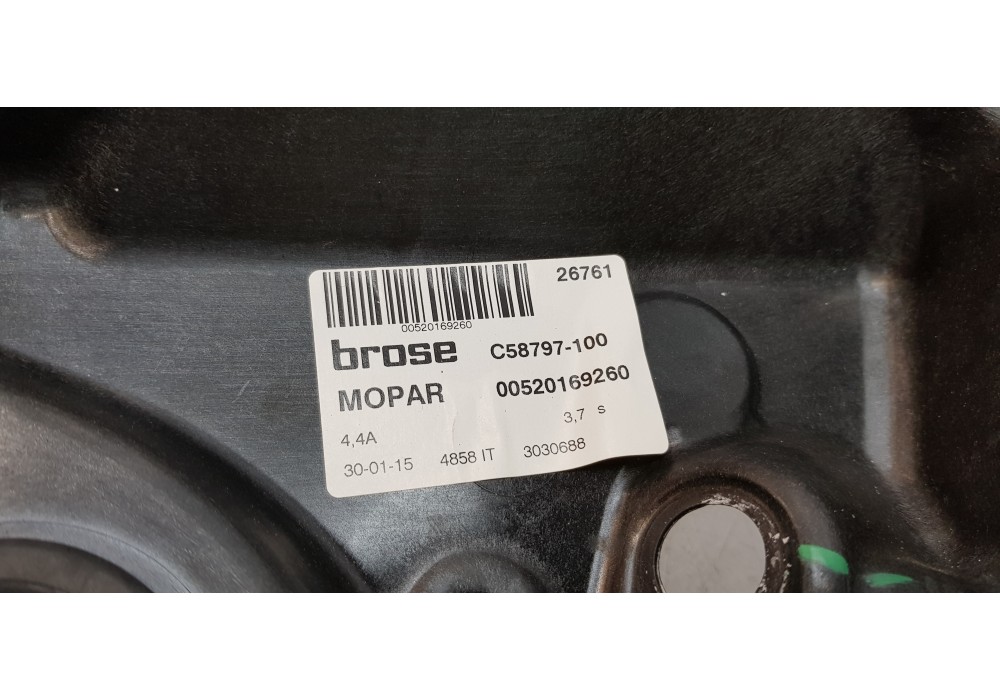 26761
00520169260
brose C58797-100
MOPAR 00520169260
4,4A 3,7 s
30-01-15 4858 IT 3030688